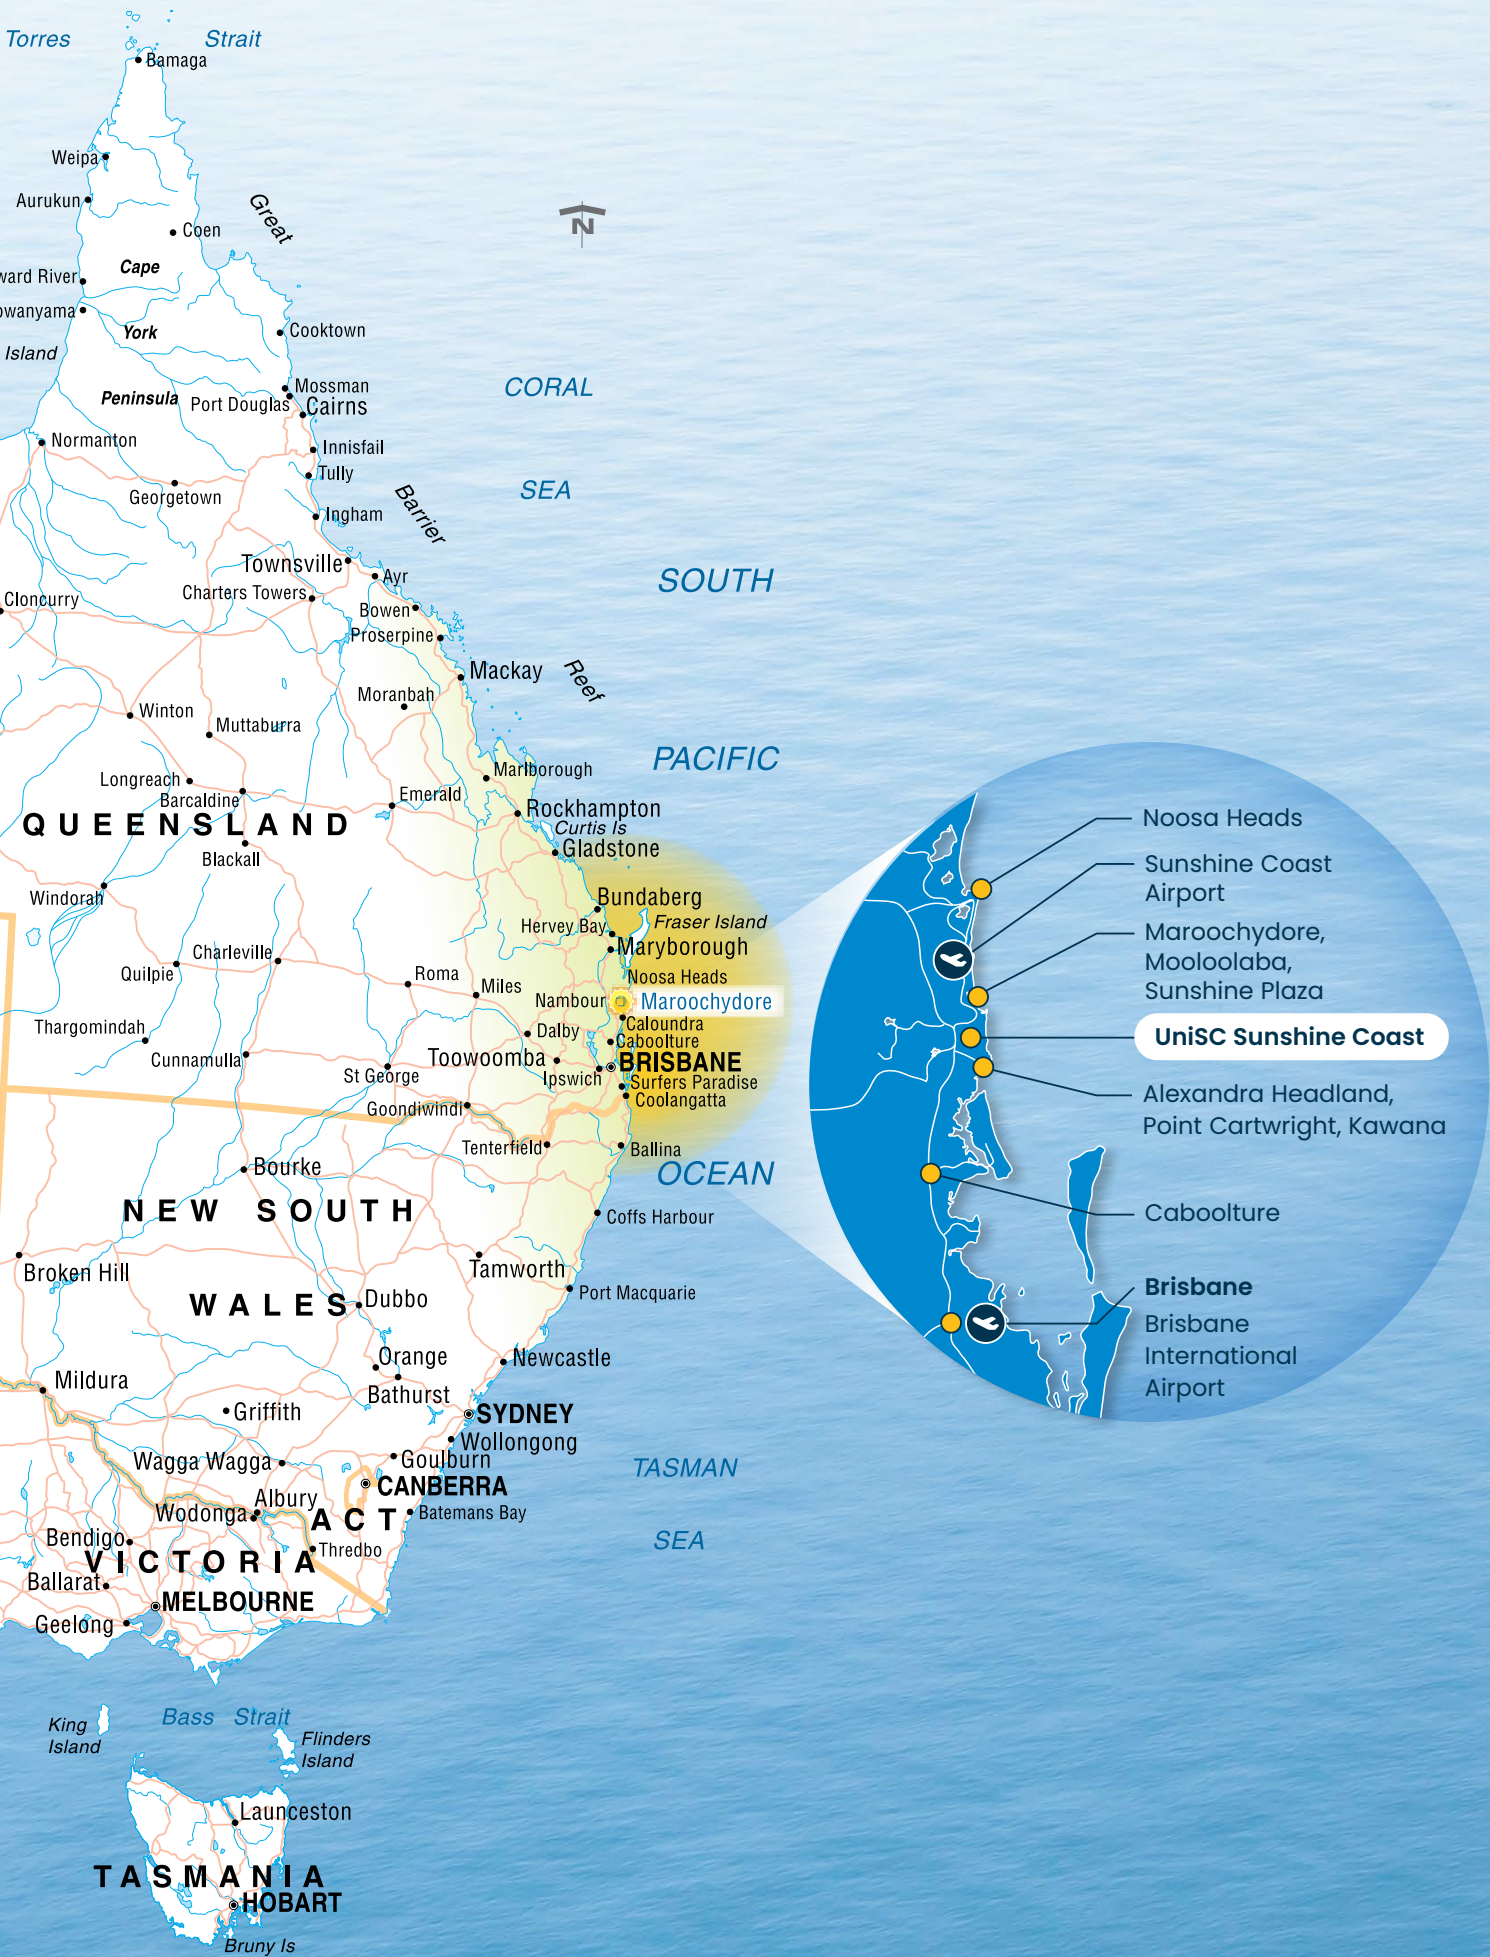 Torres Strait
Bamaga
Weipa
Aurukun
Great
Coen
N
Cape
ward River
owanyama
York
Cooktown
Island
Mossman
CORAL
Peninsula
Port Douglas
Cairns
Normanton
Innisfail
Tully
SEA
Georgetown
Barrier
Ingham
Townsville
Ayr
SOUTH
Cloncurry
Charters Towers
Bowen
Proserpine
Mackay
Reef
Moranbah
Winton
Muttaburra
PACIFIC
Marlborough
Longreach
Barcaldine
Emerald
Rockhampton
QUEENSLAND
Curtis Is
Gladstone
Blackall
Windorah
Bundaberg
Hervey Bay
Fraser Island
Maryborough
Charleville
Quilpie
Roma
Noosa Heads
Miles
Nambour
Maroochydore
Thargomindah
Dalby
Caloundra
Caboolture
Cunnamulla
Toowoomba
BRISBANE
St George
Ipswich
Surfers Paradise
Coolangatta
Goondiwindi
Tenterfield
Ballina
Bourke
OCEAN
NEW SOUTH
Coffs Harbour
Broken Hill
Tamworth
WALES
Dubbo
Port Macquarie
Orange
Newcastle
Mildura
Bathurst
Griffith
SYDNEY
Wollongong
Wagga Wagga
Goulburn
TASMAN
CANBERRA
Albury
Wodonga
ACT
Batemans Bay
Bendigo
SEA
Thredbo
VICTORIA
Ballarat
MELBOURNE
Geelong
King
Island
Bass Strait
Flinders
Island
Launceston
TASMANIA
HOBART
Bruny Is
Noosa Heads
Sunshine Coast
Airport
Maroochydore,
Mooloolaba,
Sunshine Plaza
UniSC Sunshine Coast
Alexandra Headland,
Point Cartwright, Kawana
Caboolture
Brisbane
Brisbane
International
Airport